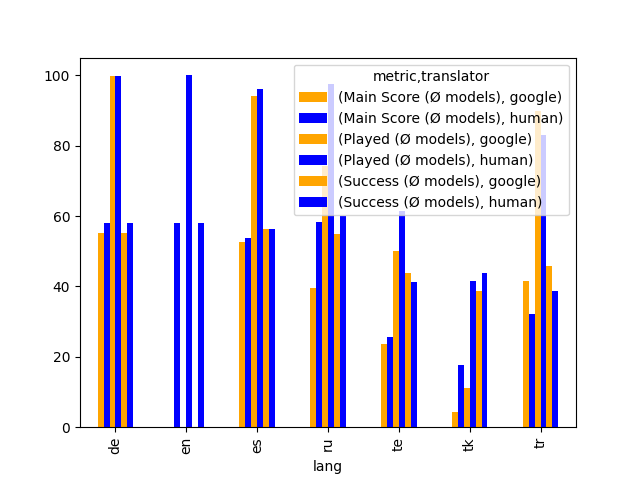 metric,translator
(Main Score (Ø models), google)
(Main Score (Ø models), human)
(Played (Ø models), google)
(Played (Ø models), human)
(Success (Ø models), google)
(Success (Ø models), human)
100
80
60
40
20
0
de en es ru te tk tr
lang